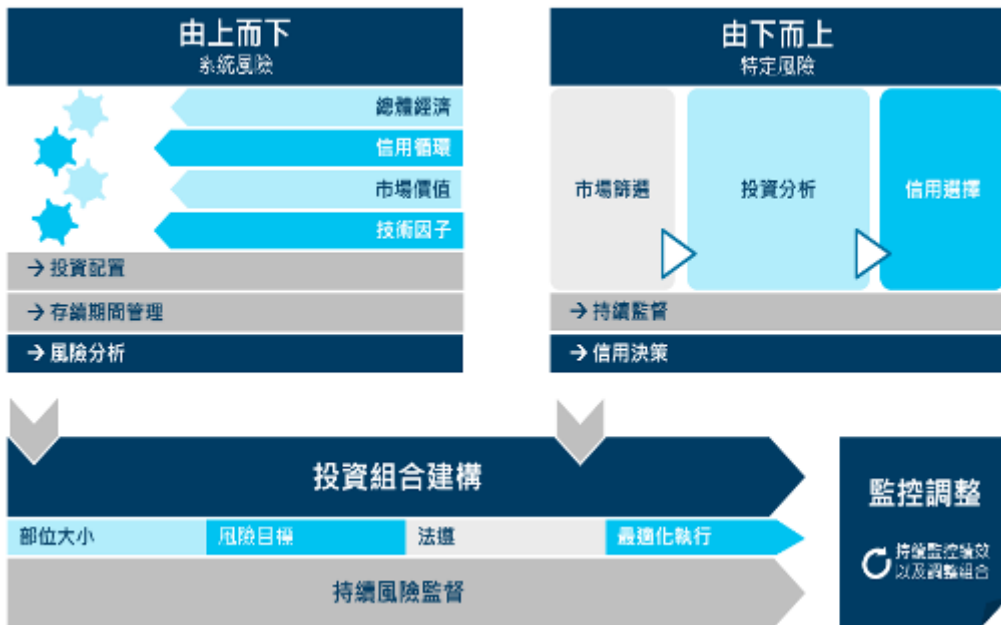 由上而下
系統風險
總體經濟
信用循環
市場價值
技術因子
→ 投資配置
→ 存續期間管理
→ 風險分析
由下而上
特定風險
市場篩選
投資分析
信用選擇
→ 持續監督
→ 信用決策
投資組合建構
部位大小
風險目標
法遵
最適化執行
持續風險監督
監控調整
持續監控績效
以及調整組合